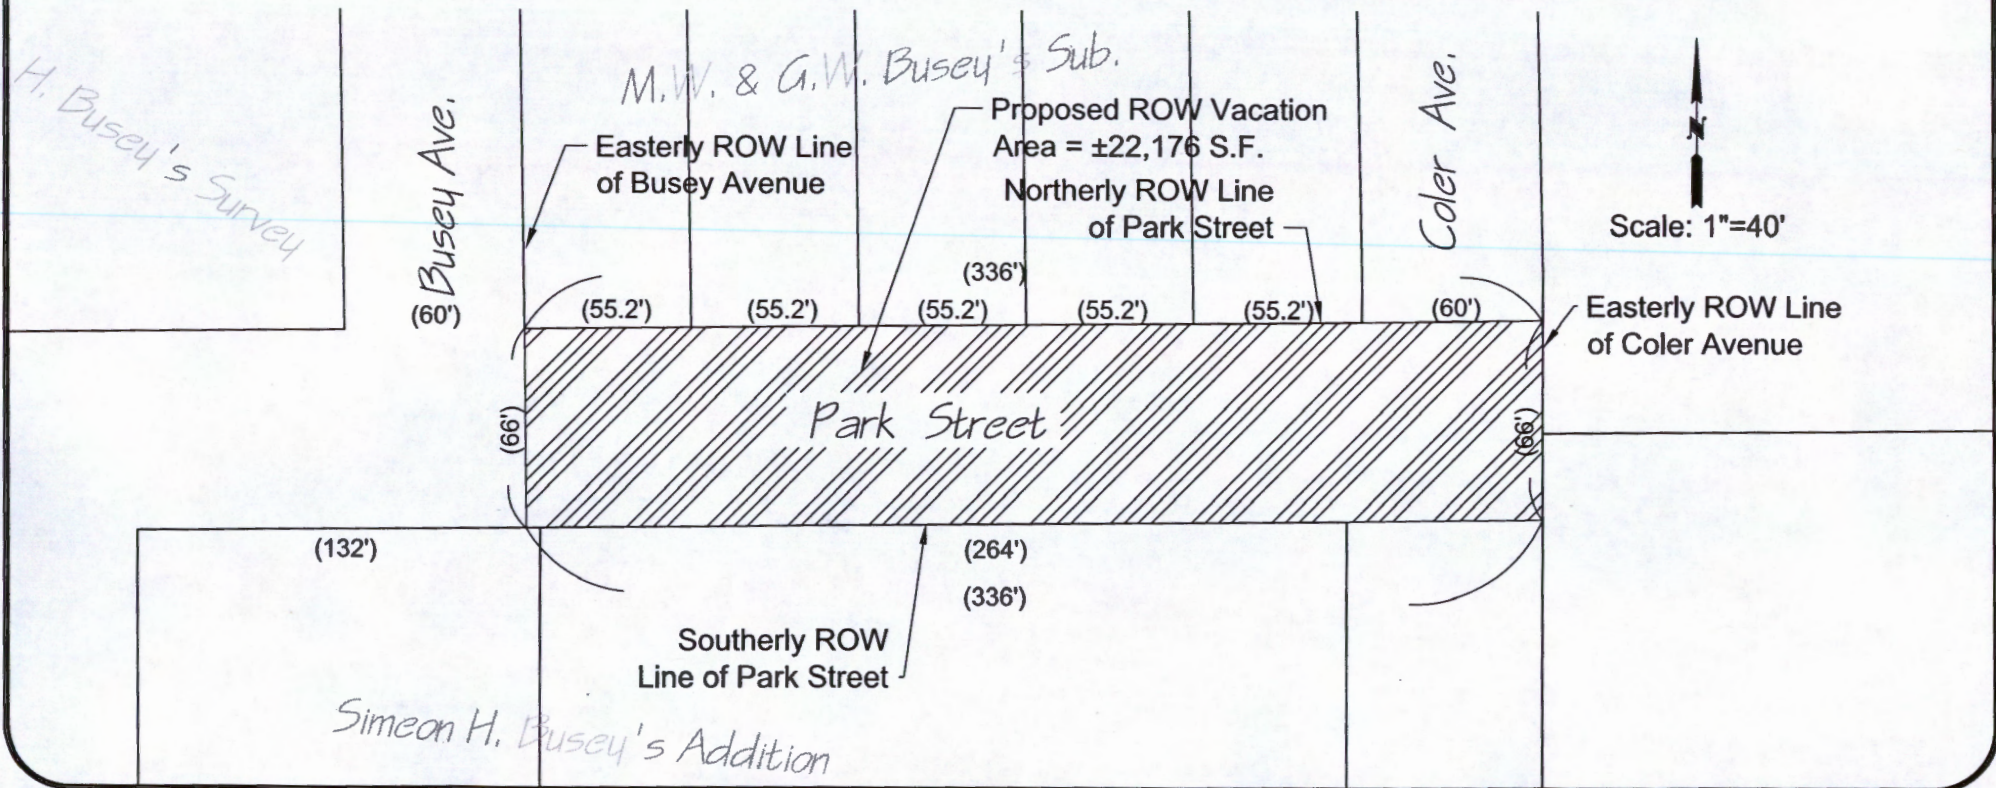 M.W. & G.W. Busey's Sub.
H. Busey's Survey
Busey Ave.
Easterly ROW Line
of Busey Avenue
Proposed ROW Vacation
Area = ±22,176 S.F.
Northerly ROW Line
of Park Street
Coler Ave.
Scale: 1"=40'
(336')
(60')
(55.2')
(55.2')
(55.2')
(55.2')
(55.2')
(60')
Easterly ROW Line
of Coler Avenue
(66')
Park Street
(66')
(132')
(264')
(336')
Southerly ROW
Line of Park Street
Simeon H. Busey's Addition